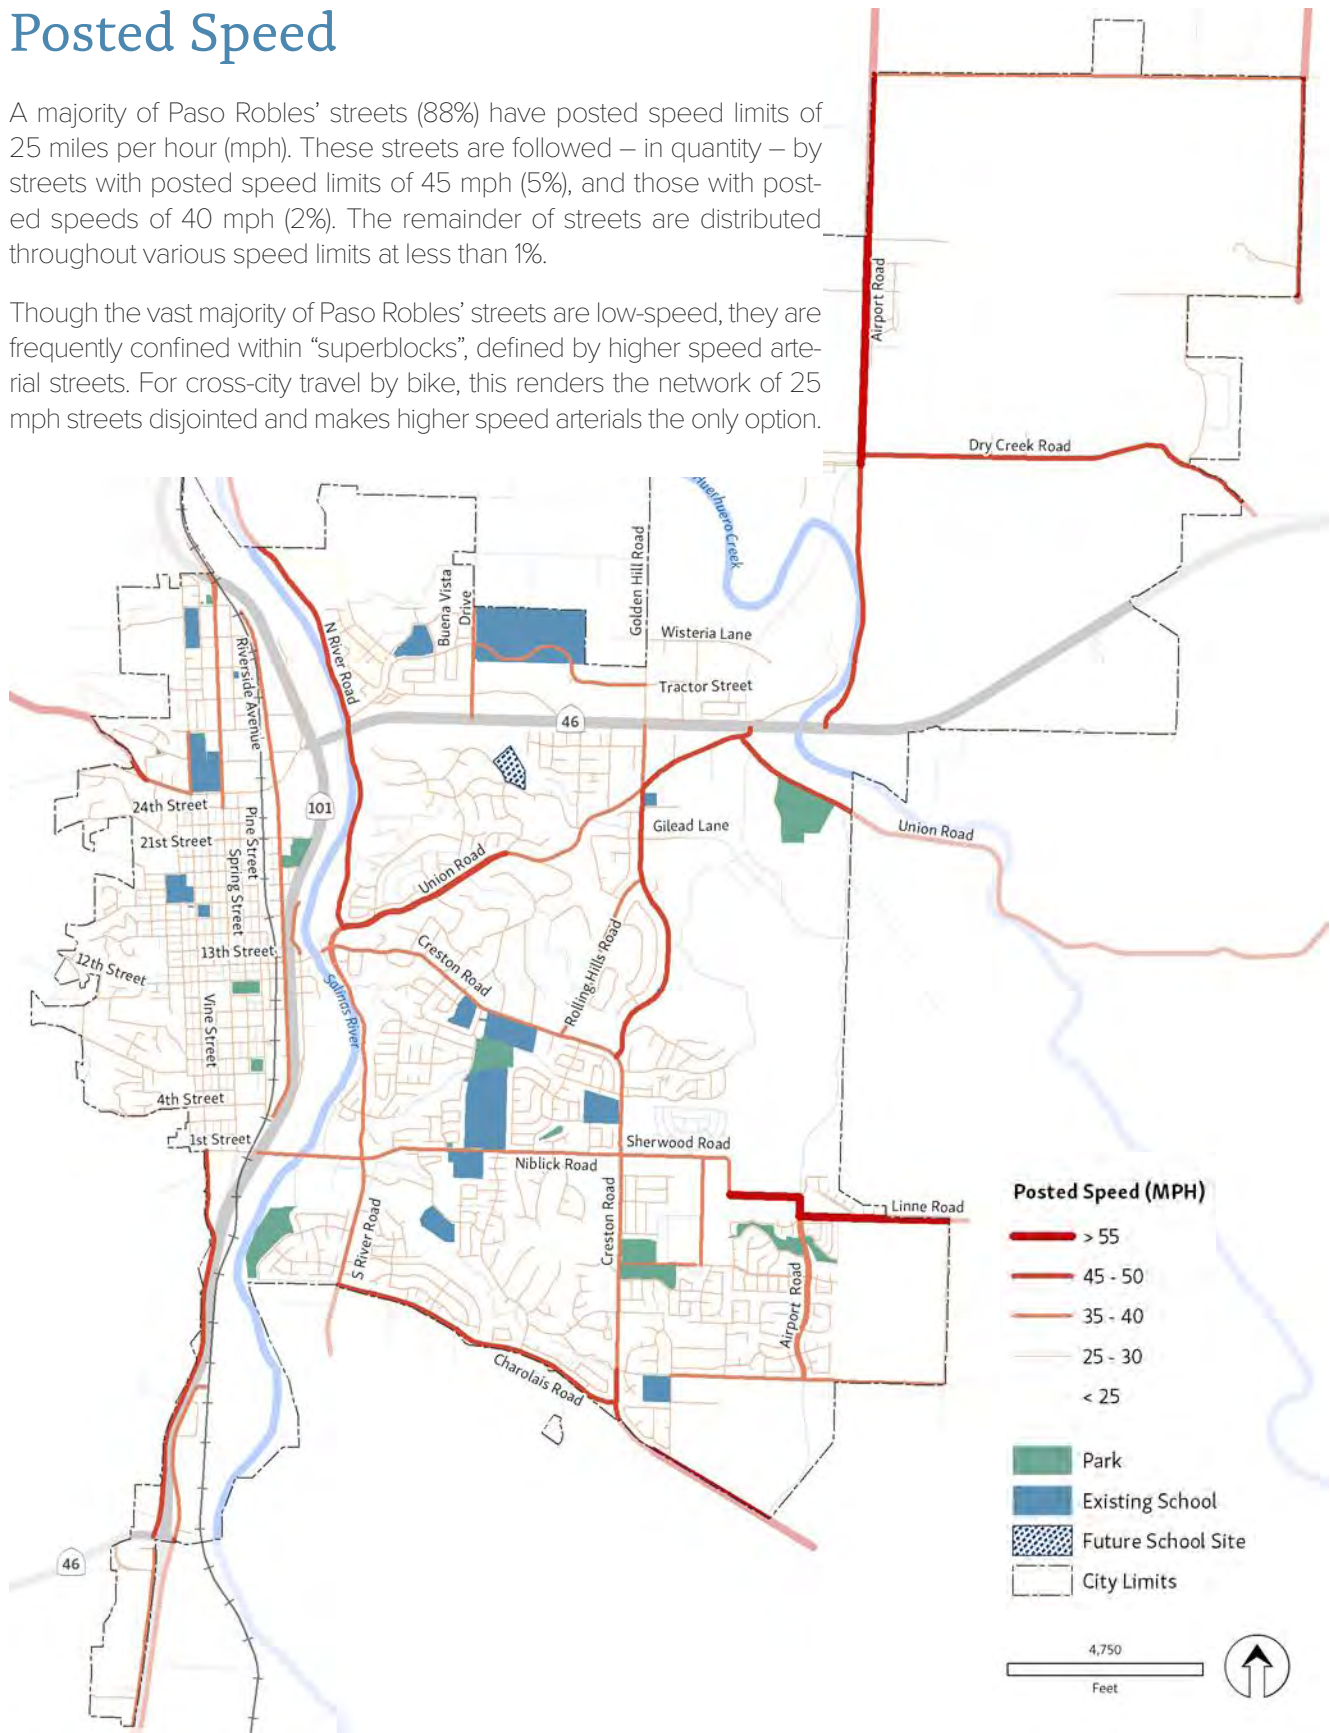 Posted Speed
A majority of Paso Robles’ streets (88%) have posted speed limits of
25 miles per hour (mph). These streets are followed – in quantity – by
streets with posted speed limits of 45 mph (5%), and those with post-
ed speeds of 40 mph (2%). The remainder of streets are distributed
throughout various speed limits at less than 1%.
Though the vast majority of Paso Robles’ streets are low-speed, they are
frequently confined within “superblocks”, defined by higher speed arte-
rial streets. For cross-city travel by bike, this renders the network of 25
mph streets disjointed and makes higher speed arterials the only option.
Airport Road
Dry Creek Road
Huerhuero Creek
Golden Hill Road
Buena Vista
Drive
Wisteria Lane
N River Road
Riverside Avenue
Tractor Street
46
24th Street
101
Pine Street
21st Street
Spring Street
Gilead Lane
Union Road
Union Road
13th Street
12th Street
Creston Road
Rolling Hills Road
Salinas River
Vine Street
4th Street
1st Street
Sherwood Road
Niblick Road
Creston Road
S River Road
Linne Road
Airport Road
Charolais Road
46
Posted Speed (MPH)
> 55
45 - 50
35 - 40
25 - 30
< 25
Park
Existing School
Future School Site
City Limits
4,750
Feet